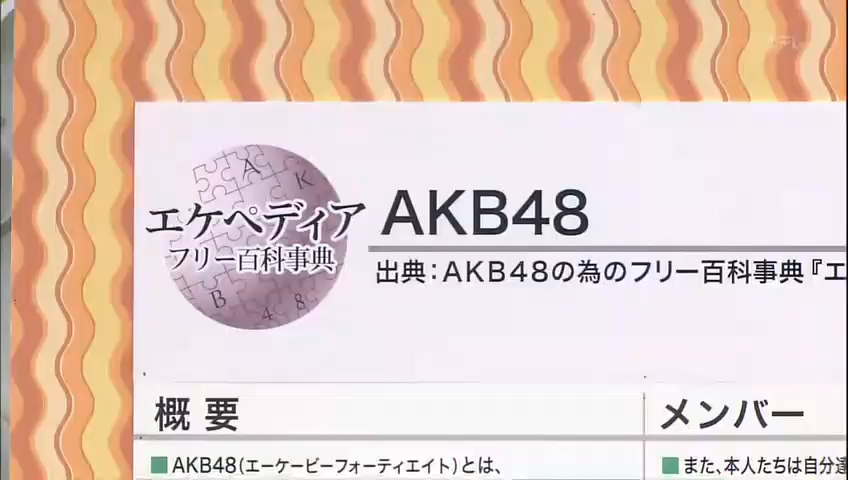 A
K
エケペディア
フリー百科事典
B
4
8
AKB48
出典：AKB48の為のフリー百科事典『エ
概要
メンバー
■AKB48(エーケービーフォーティエイト)とは、
■また、本人たちは自分達